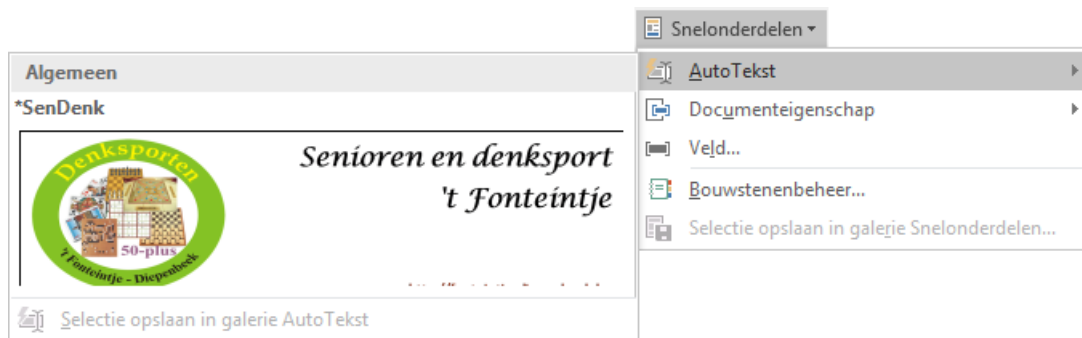 Snelonderdelen
AutoTekst
Documenteigenschap
Veld...
Bouwstenenbeheer...
Selectie opslaan in galerie Snelonderdelen...
Algemeen
*SenDenk
Denksporten
50-plus
't Fonteintje - Diepenbeek
Senioren en denksport
't Fonteintje
Selectie opslaan in galerie AutoTekst